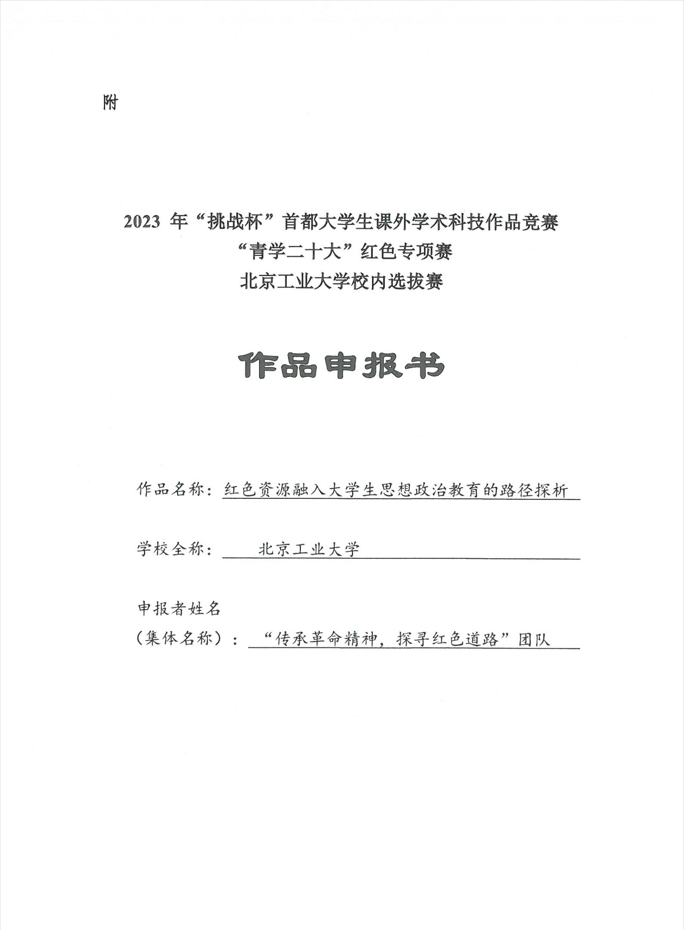 附
2023 年“挑战杯”首都大学生课外学术科技作品竞赛
“青学二十大”红色专项赛
北京工业大学校内选拔赛
作品申报书
作品名称：红色资源融入大学生思想政治教育的路径探析
学校全称：北京工业大学
申报者姓名
（集体名称）：“传承革命精神，探寻红色道路”团队